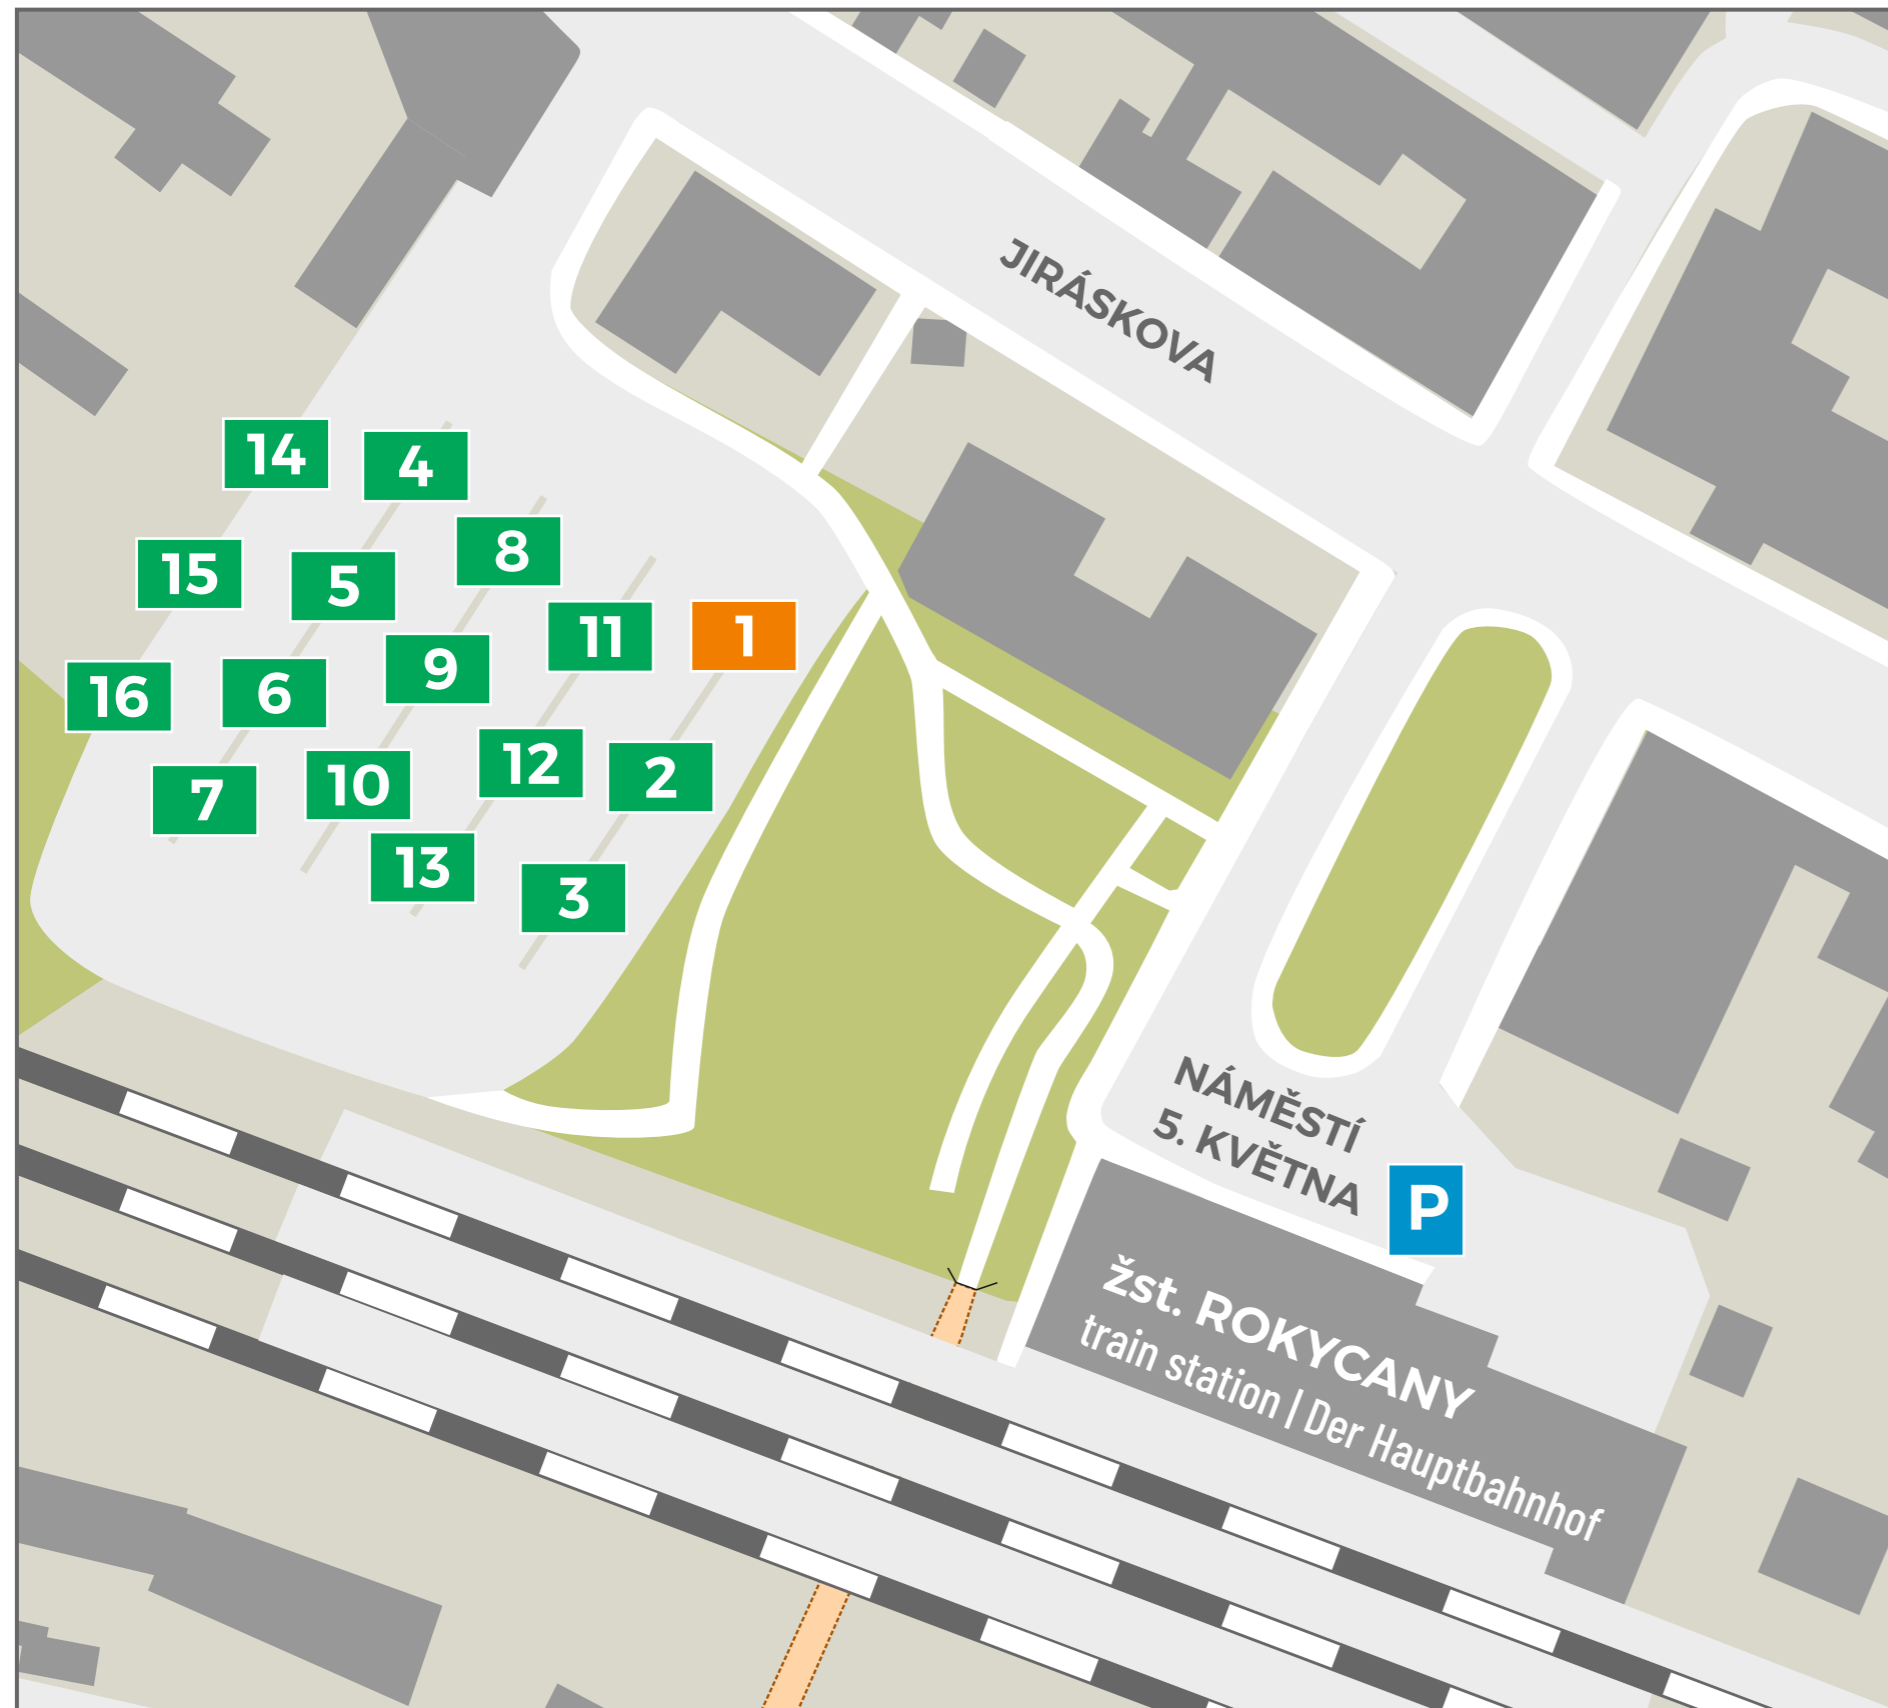 JIRÁSKOVA
14
4
8
15
5
11
1
9
16
6
12
2
10
7
13
3
NÁMĚSTÍ
5. KVĚTNA
P
žst. ROKYCANY
train station | Der Hauptbahnhof